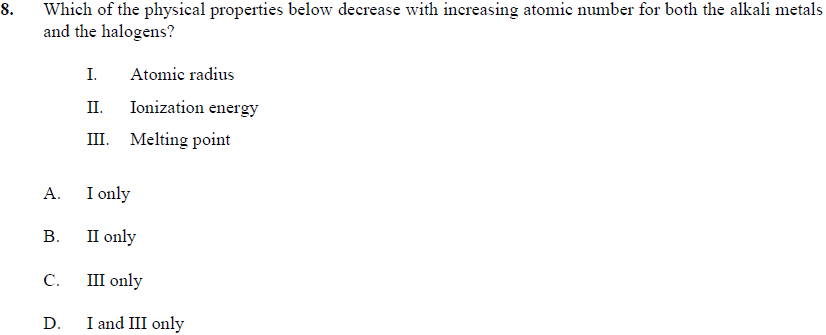 8. Which of the physical properties below decrease with increasing atomic number for both the alkali metals
and the halogens?
I. Atomic radius
II. Ionization energy
III. Melting point
A. I only
B. II only
C. III only
D. I and III only